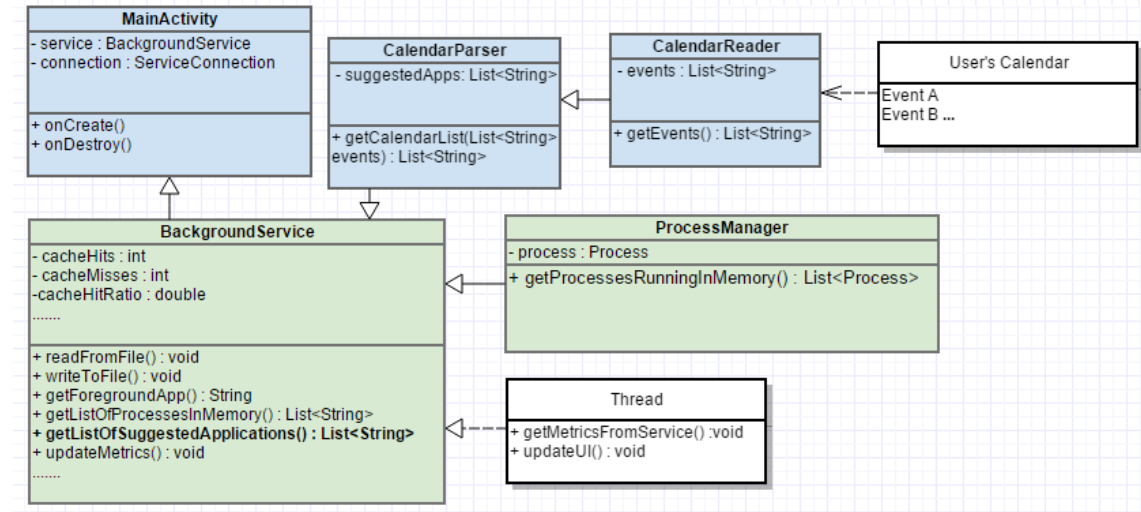 MainActivity
- service : BackgroundService
- connection : ServiceConnection
+ onCreate()
+ onDestroy()
CalendarParser
- suggestedApps: List<String>
+ getCalendarList(List<String>
events) : List<String>
CalendarReader
- events : List<String>
+ getEvents() : List<String>
User's Calendar
Event A
Event B ...
BackgroundService
- cacheHits : int
- cacheMisses : int
-cacheHitRatio : double
.......
+ readFromFile() : void
+ writeToFile() : void
+ getForegroundApp() : String
+ getListOfProcessesInMemory() : List<String>
+ getListOfSuggestedApplications() : List<String>
+ updateMetrics() : void
.......
ProcessManager
- process : Process
+ getProcessesRunningInMemory() : List<Process>
Thread
+ getMetricsFromService() :void
+ updateUI() : void